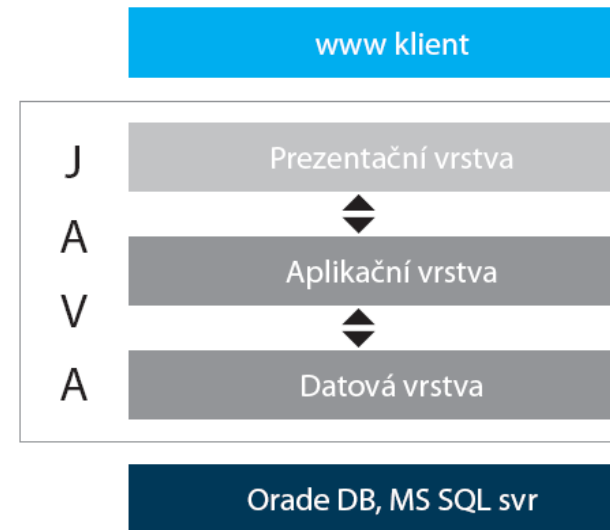 www klient
J
Prezentační vrstva
A
Aplikační vrstva
V
A
Datová vrstva
Orade DB, MS SQL svr